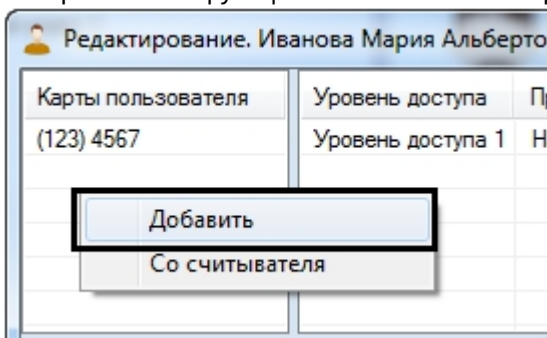 Редактирование. Иванова Мария Альберто
Карты пользователя Уровень доступа
(123) 4567 Уровень доступа 1
Добавить
Со считывателя